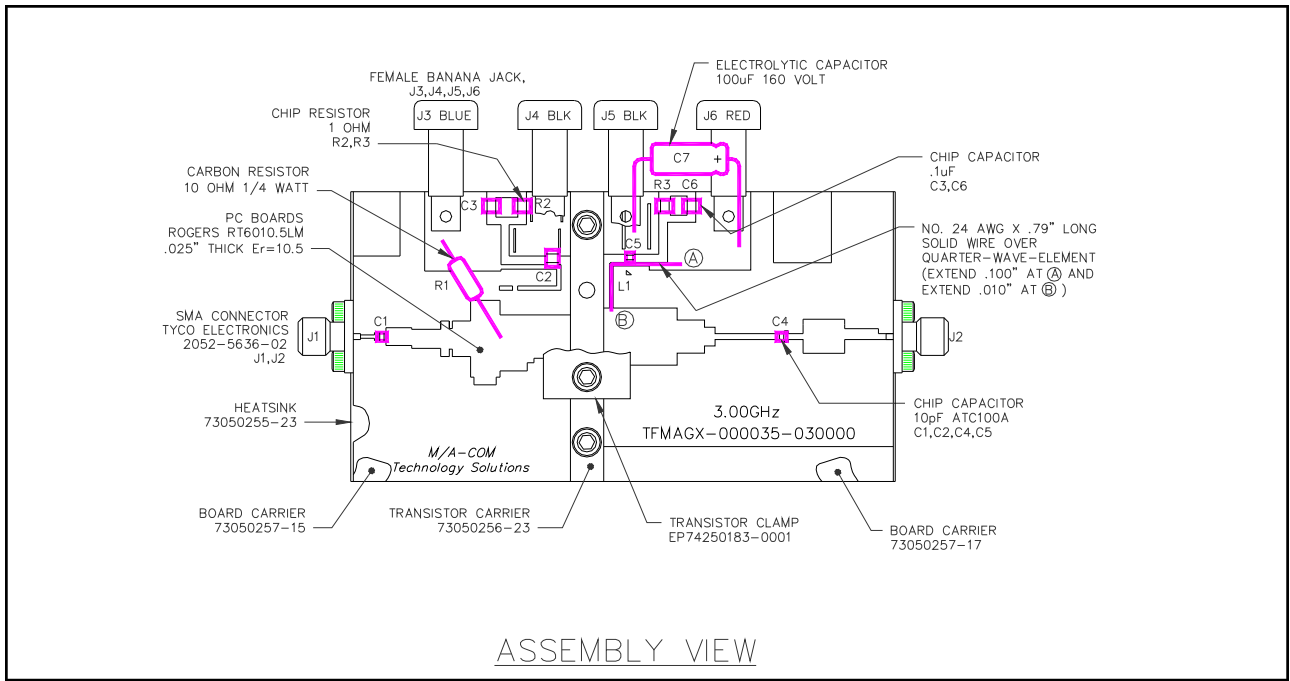 ELECTROLYTIC CAPACITOR
100uF 160 VOLT
FEMALE BANANA JACK,
J3,J4,J5,J6
J3 BLUE
J4 BLK
J5 BLK
J6 RED
CHIP RESISTOR
1 OHM
R2,R3
C7 +
CHIP CAPACITOR
.1uF
C3,C6
CARBON RESISTOR
10 OHM 1/4 WATT
C3
R2
R3
C6
PC BOARDS
ROGERS RT6010.5LM
.025" THICK Er=10.5
NO. 24 AWG X .79" LONG
SOLID WIRE OVER
QUARTER-WAVE-ELEMENT
(EXTEND .100" AT A AND
EXTEND .010" AT B )
C5
A
C2
R1
L1
B
SMA CONNECTOR
TYCO ELECTRONICS
2052-5636-02
J1,J2
J1
C1
C4
J2
HEATSINK
73050255-23
3.00GHz
TFMAGX-000035-030000
CHIP CAPACITOR
10pF ATC100A
C1,C2,C4,C5
M/A-COM
Technology Solutions
BOARD CARRIER
73050257-15
TRANSISTOR CARRIER
73050256-23
TRANSISTOR CLAMP
EP74250183-0001
BOARD CARRIER
73050257-17
ASSEMBLY VIEW